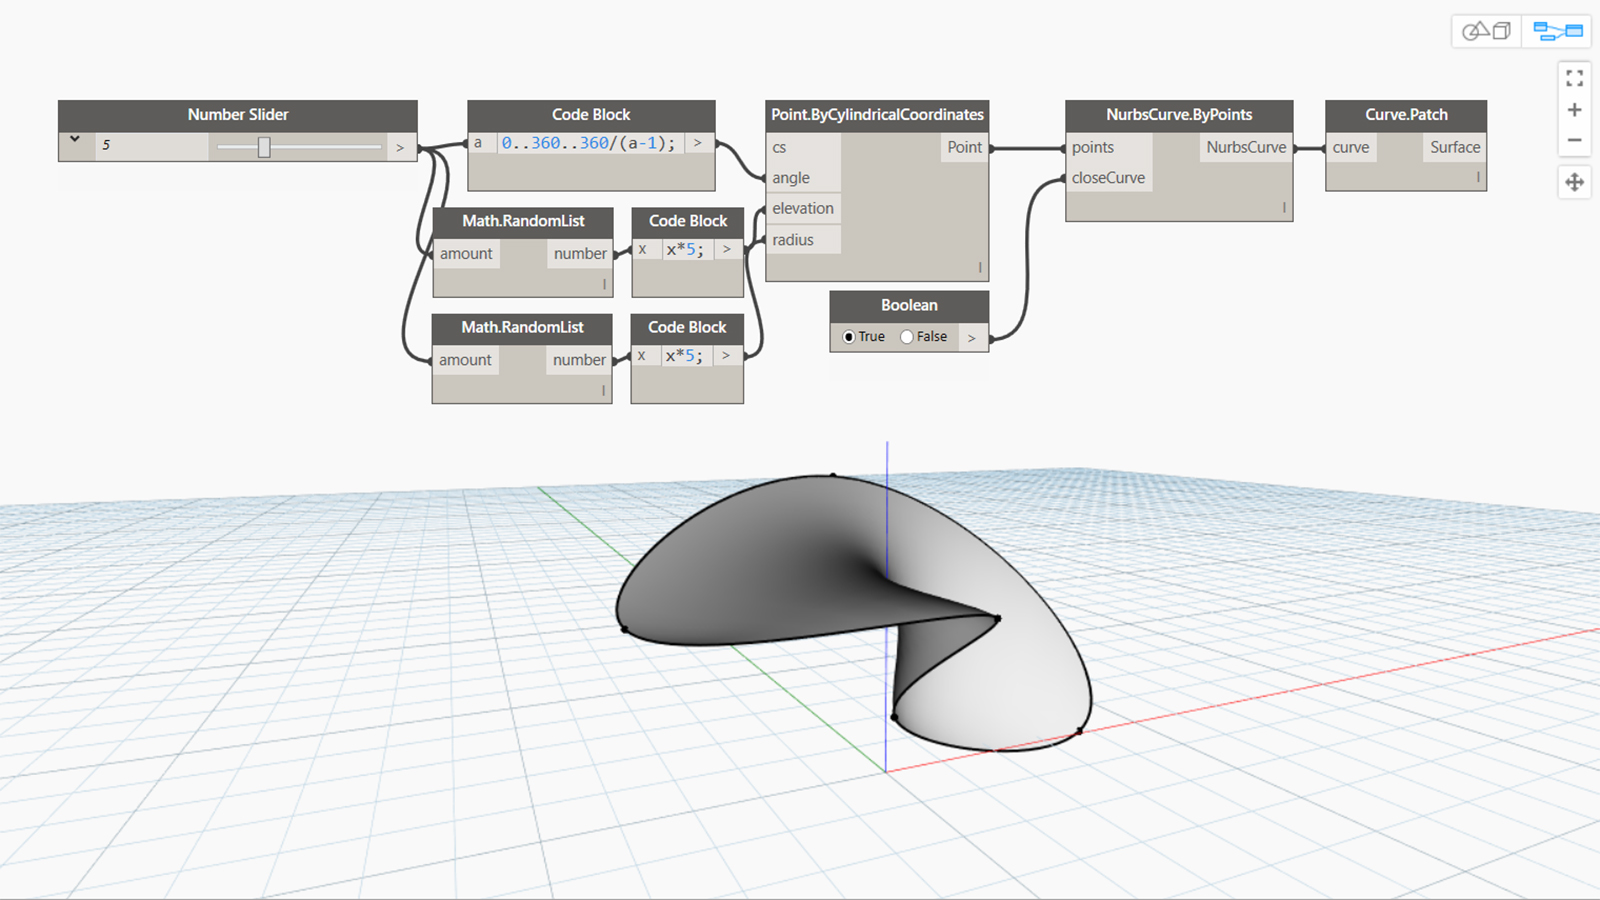 Number Slider
5
>
Code Block
a
0..360..360/(a-1);
>
Point.ByCylindricalCoordinates
cs
Point
angle
elevation
radius
NurbsCurve.ByPoints
points
NurbsCurve
closeCurve
Curve.Patch
curve
Surface
Math.RandomList
amount
number
Code Block
x
x*5;
>
Boolean
True
False
>
Math.RandomList
amount
number
Code Block
x
x*5;
>